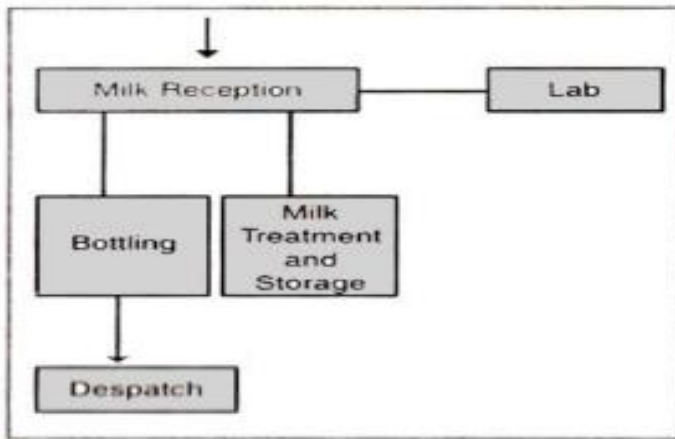 Milk Reception
Lab
Bottling
Milk
Treatment
and
Storage
Despatch